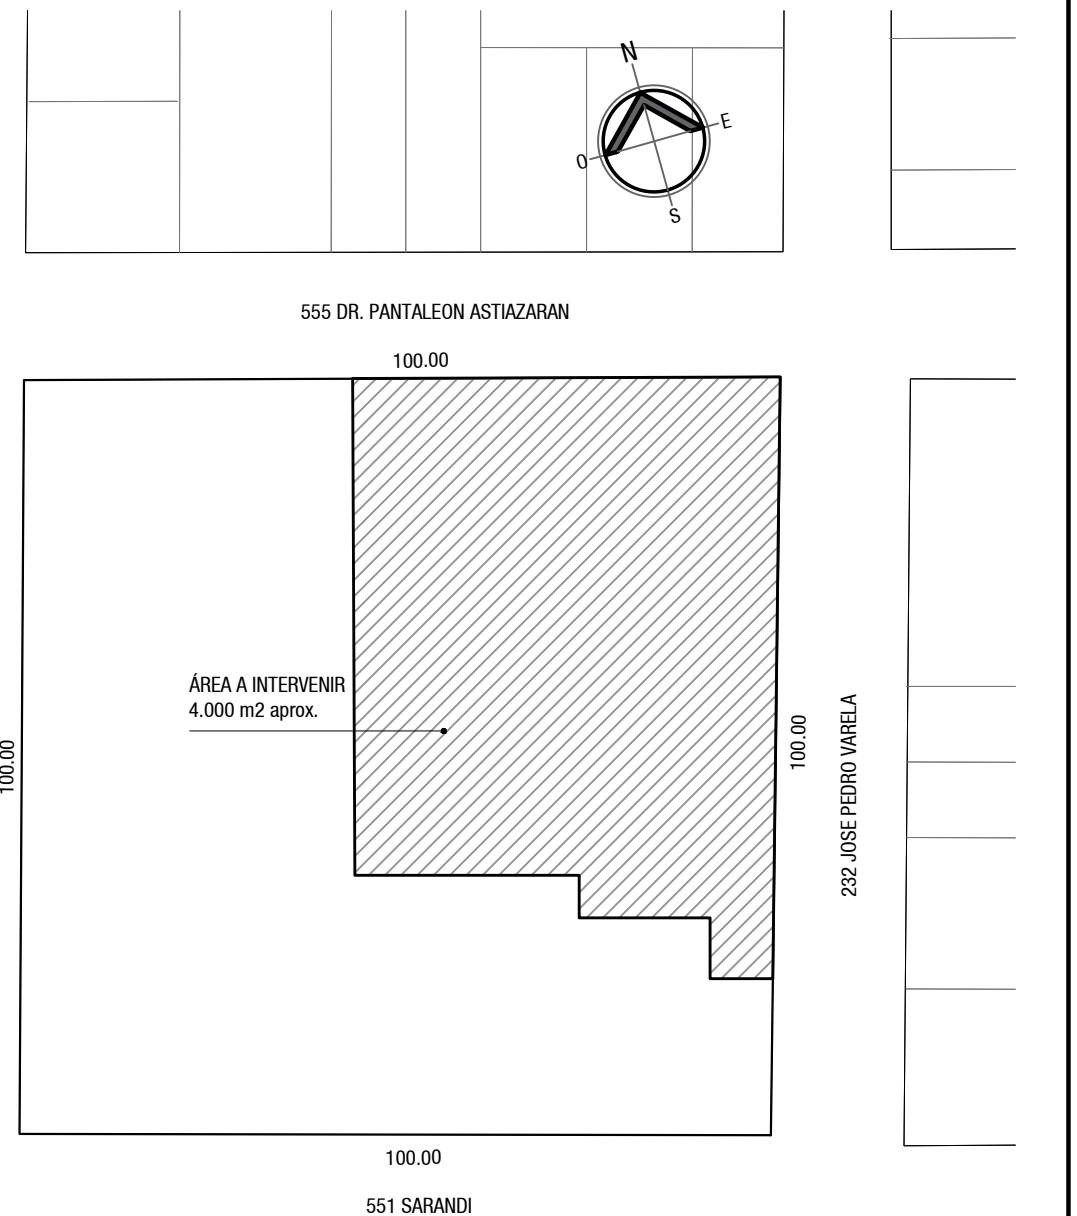 N
E
O
S
555 DR. PANTALEON ASTIAZARAN
100.00
ÁREA A INTERVENIR
4.000 m2 aprox.
100.00
100.00
232 JOSE PEDRO VARELA
100.00
551 SARANDI